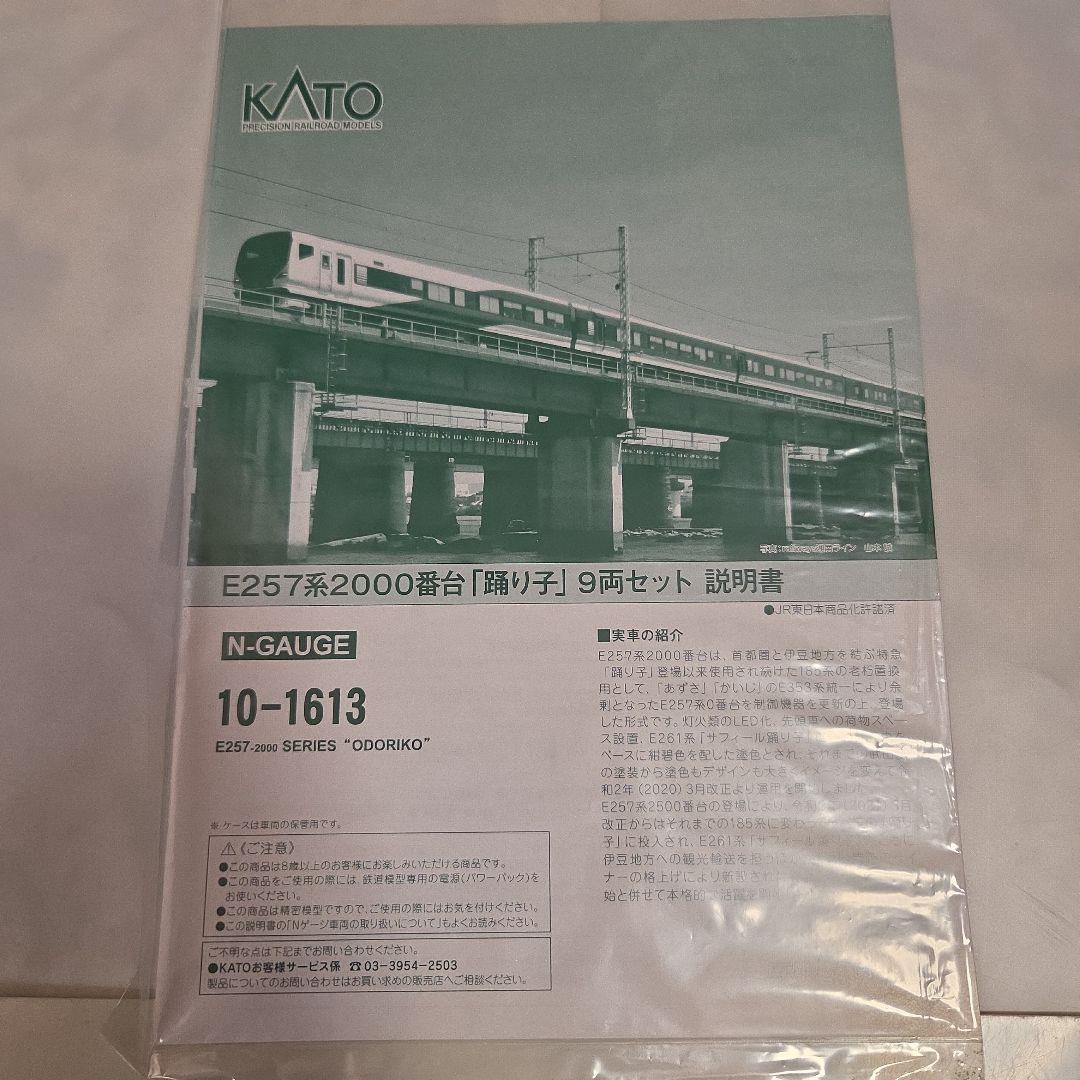 KATO
PRECISION RAILROAD MODELS
E257系2000番台「踊り子」9両セット 説明書
●JR東日本商品化許諾済
N-GAUGE
10-1613
E257-2000 SERIES “ODORIKO”
※ ケースは車両の保管用です。
⚠《ご注意》
●この商品は8歳以上のお客様にお楽しみいただける商品です。
●この商品をご使用の際には、鉄道模型専用の電源(パワーパック)を
お使いください。
●この商品は精密模型ですので、ご使用の際にはお気を付けください。
●この説明書の「Nゲージ車両の取り扱いについて」もよくお読みください。
ご不明な点は下記までお問い合わせください。
●KATOお客様サービス係 ☎03-3954-2503
製品についてのお問い合わせはお買い求めの販売店へご相談ください。
■実車の紹介
E257系2000番台は、首都圏と伊豆地方を結ぶ特急
「踊り子」登場以来使用され続けた185系の老朽置換
用として、「あずさ」「かいじ」のE353系統一により余
剰となったE257系0番台を制御機器を更新の上、登場
した形式です。灯火類のLED化、先頭車への荷物スペー
ス設置、E261系「サフィール踊り子
ベースに紺碧色を配した塗色とされ、それまでの
の塗装から塗色もデザインも大きくイメージを変えて令
和2年(2020)3月改正より運用を開始しました
E257系2500番台の登場により、令和
改正からはそれまでの185系に変わ
子」に投入され、E261系「サフィール
伊豆地方への観光輸送を担う
ナーの格上げにより新設され
始と併せて本格的